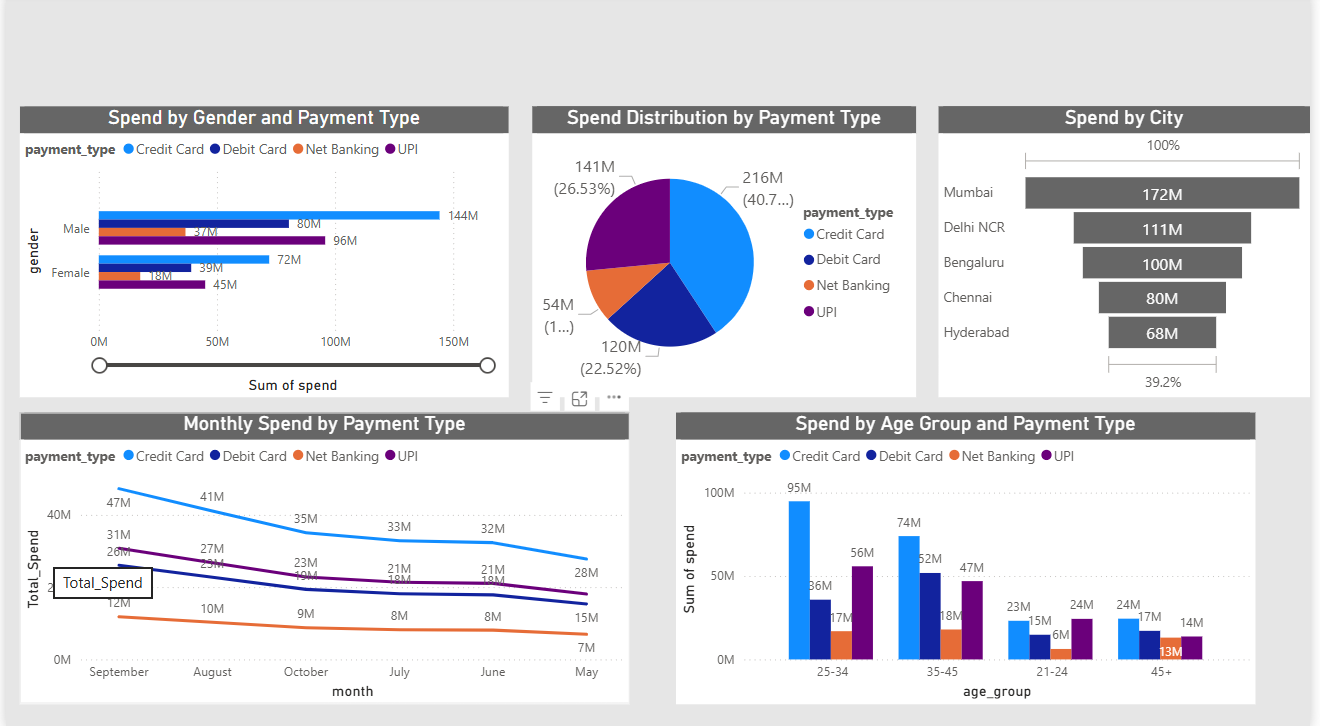 Spend by Gender and Payment Type
payment_type Credit Card Debit Card Net Banking UPI
gender
Male
144M
80M
37M
96M
Female
72M
39M
18M
45M
0M 50M 100M 150M
Sum of spend
Spend Distribution by Payment Type
141M
(26.53%)
216M
(40.7...)
54M
(1...)
120M
(22.52%)
payment_type
Credit Card
Debit Card
Net Banking
UPI
Spend by City
100%
Mumbai 172M
Delhi NCR 111M
Bengaluru 100M
Chennai 80M
Hyderabad 68M
39.2%
Monthly Spend by Payment Type
payment_type Credit Card Debit Card Net Banking UPI
Total_Spend
40M
0M
47M 41M 35M 33M 32M 28M
31M 27M 23M 21M 21M
26M 23M 19M 18M 18M 15M
12M 10M 9M 8M 8M 7M
Total_Spend
September August October July June May
month
Spend by Age Group and Payment Type
payment_type Credit Card Debit Card Net Banking UPI
Sum of spend
100M
50M
0M
95M 36M 17M 56M
74M 52M 18M 47M
23M 15M 6M 24M
24M 17M 13M 14M
25-34 35-45 21-24 45+
age_group